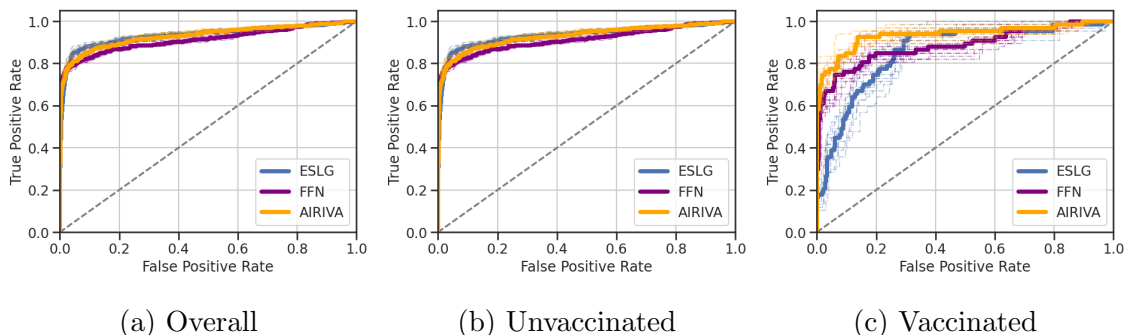 1.0
0.8
0.6
0.4
0.2
0.0
True Positive Rate
0.0 0.2 0.4 0.6 0.8 1.0
False Positive Rate
ESLG
FFN
AIRIVA
(a) Overall
1.0
0.8
0.6
0.4
0.2
0.0
True Positive Rate
0.0 0.2 0.4 0.6 0.8 1.0
False Positive Rate
ESLG
FFN
AIRIVA
(b) Unvaccinated
1.0
0.8
0.6
0.4
0.2
0.0
True Positive Rate
0.0 0.2 0.4 0.6 0.8 1.0
False Positive Rate
ESLG
FFN
AIRIVA
(c) Vaccinated